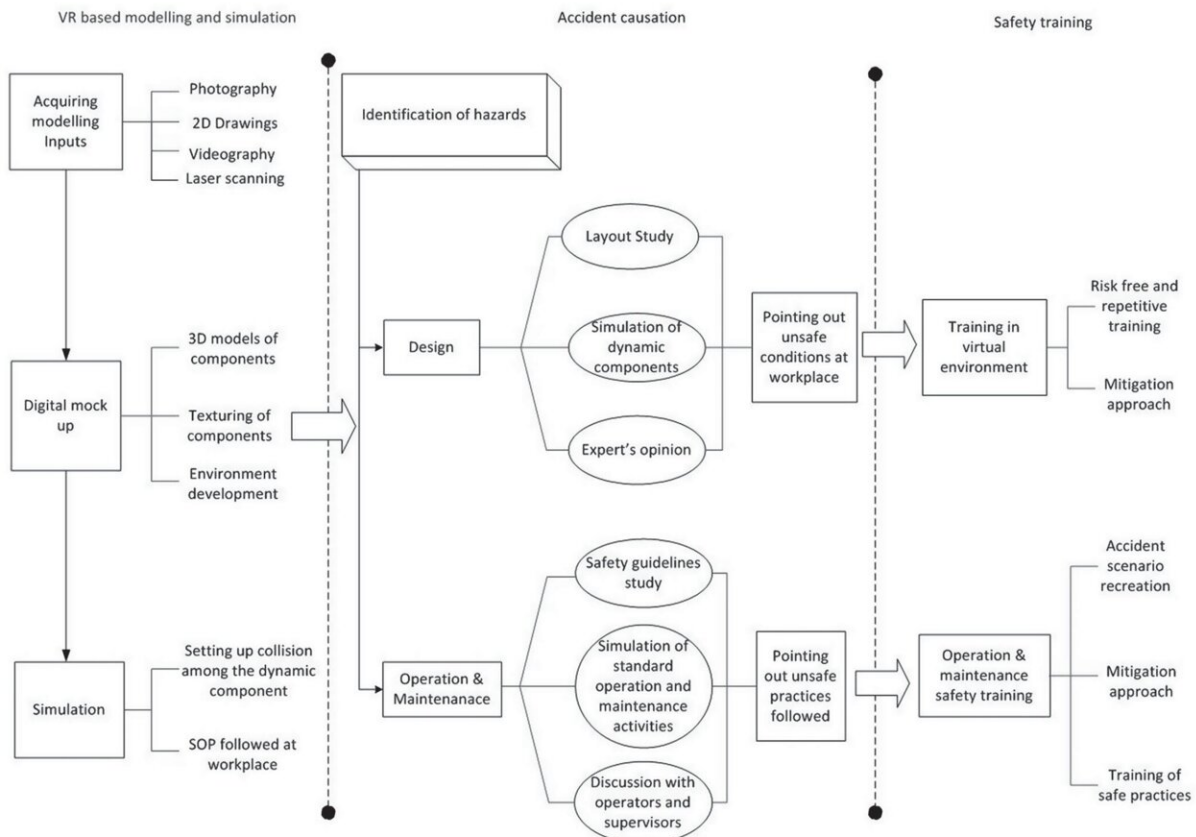 VR based modelling and simulation
Accident causation
Safety training
Acquiring
modelling
Inputs
Photography
2D Drawings
Videography
Laser scanning
Digital mock
up
3D models of
components
Texturing of
components
Environment
development
Simulation
Setting up collision
among the dynamic
component
SOP followed at
workplace
Identification of hazards
Design
Layout Study
Simulation of
dynamic
components
Expert's opinion
Pointing out
unsafe
conditions at
workplace
Operation &
Maintenanace
Safety guidelines
study
Simulation of
standard
operation and
maintenance
activities
Discussion with
operators and
supervisors
Pointing
out unsafe
practices
followed
Training in
virtual
environment
Risk free and
repetitive
training
Mitigation
approach
Operation &
maintenance
safety training
Accident
scenario
recreation
Mitigation
approach
Training of
safe practices